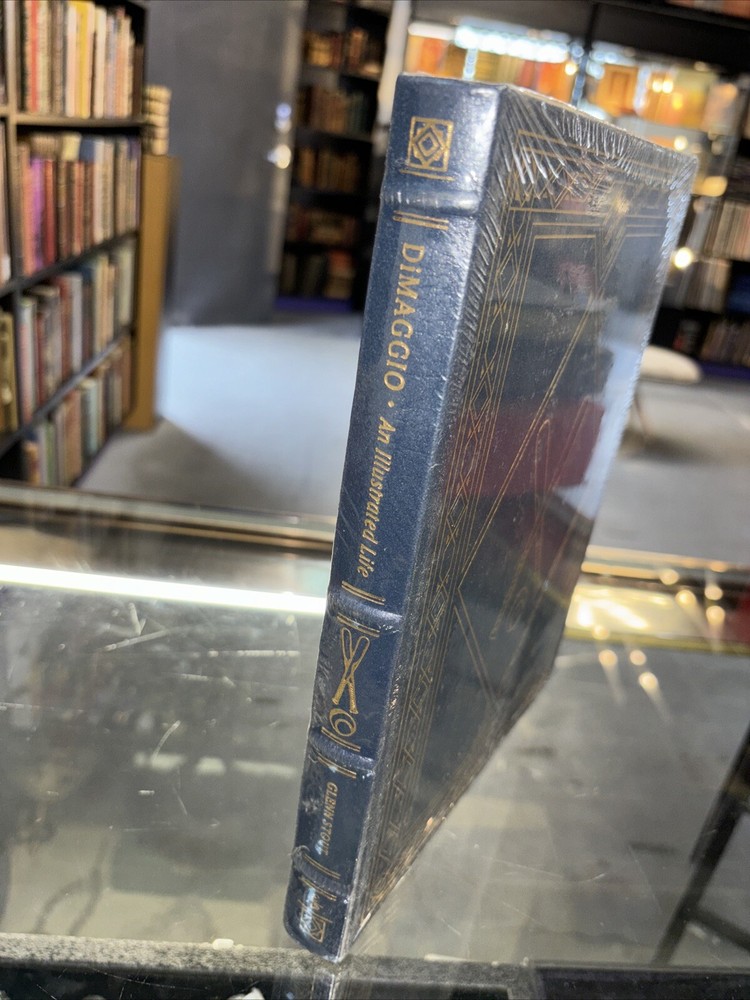 DiMAGGIO • An Illustrated Life
GLENN STOUT